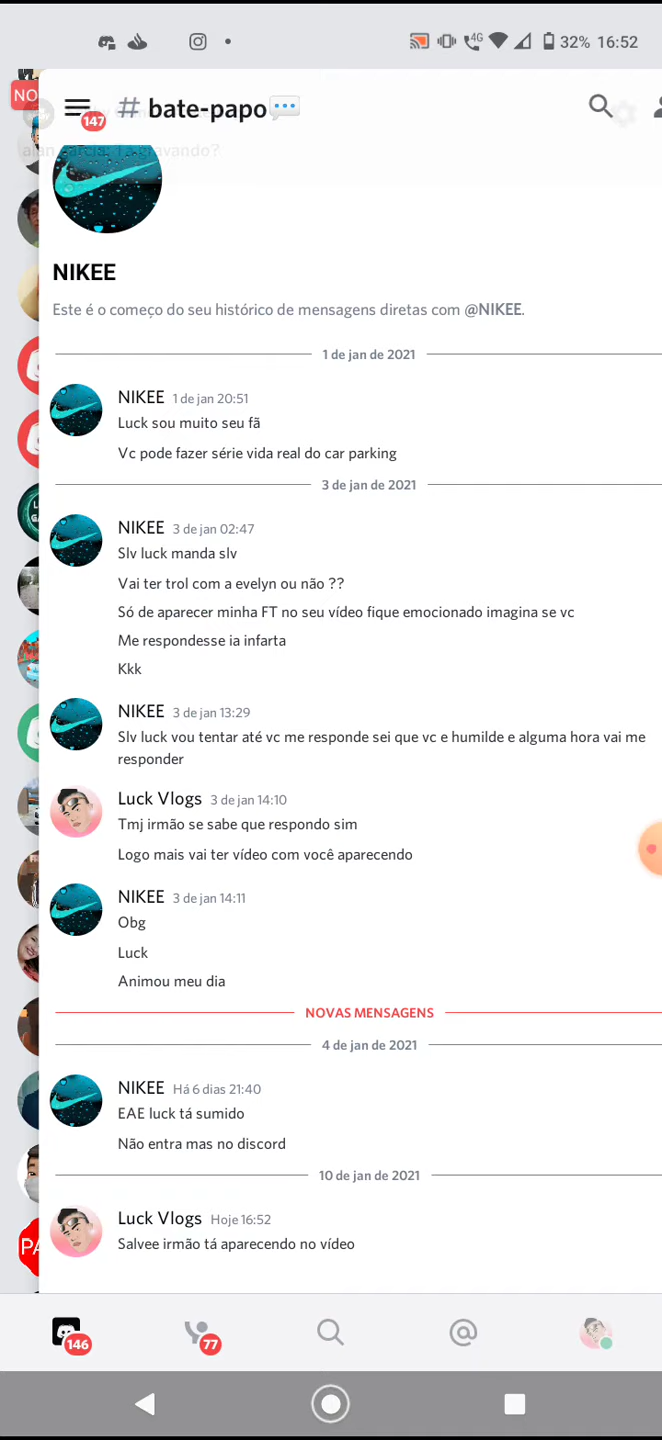 32% 16:52
NO
147
# bate-papo
alan garcia: Tá gravando?
NIKEE
Este é o começo do seu histórico de mensagens diretas com @NIKEE.
1 de jan de 2021
NIKEE 1 de jan 20:51
Luck sou muito seu fã
Vc pode fazer série vida real do car parking
3 de jan de 2021
NIKEE 3 de jan 02:47
Slv luck manda slv
Vai ter trol com a evelyn ou não ??
Só de aparecer minha FT no seu vídeo fique emocionado imagina se vc
Me respondesse ia infarta
Kkk
NIKEE 3 de jan 13:29
Slv luck vou tentar até vc me responde sei que vc e humilde e alguma hora vai me
responder
Luck Vlogs 3 de jan 14:10
Tmj irmão se sabe que respondo sim
Logo mais vai ter vídeo com você aparecendo
NIKEE 3 de jan 14:11
Obg
Luck
Animou meu dia
NOVAS MENSAGENS
4 de jan de 2021
NIKEE Há 6 dias 21:40
EAE luck tá sumido
Não entra mas no discord
10 de jan de 2021
Luck Vlogs Hoje 16:52
PA
Salvee irmão tá aparecendo no vídeo
146
77